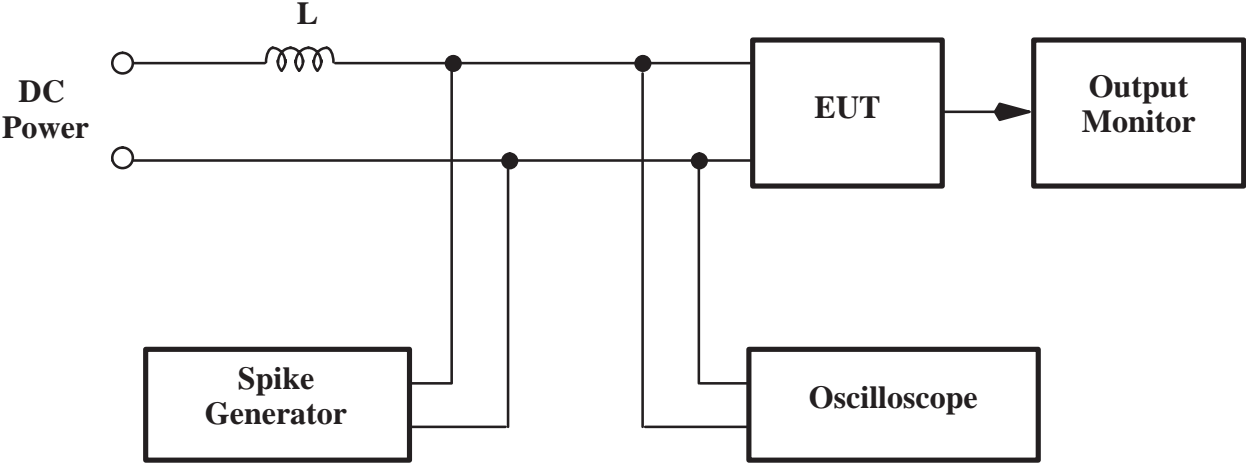 L
DC
Power
EUT
Output
Monitor
Spike
Generator
Oscilloscope